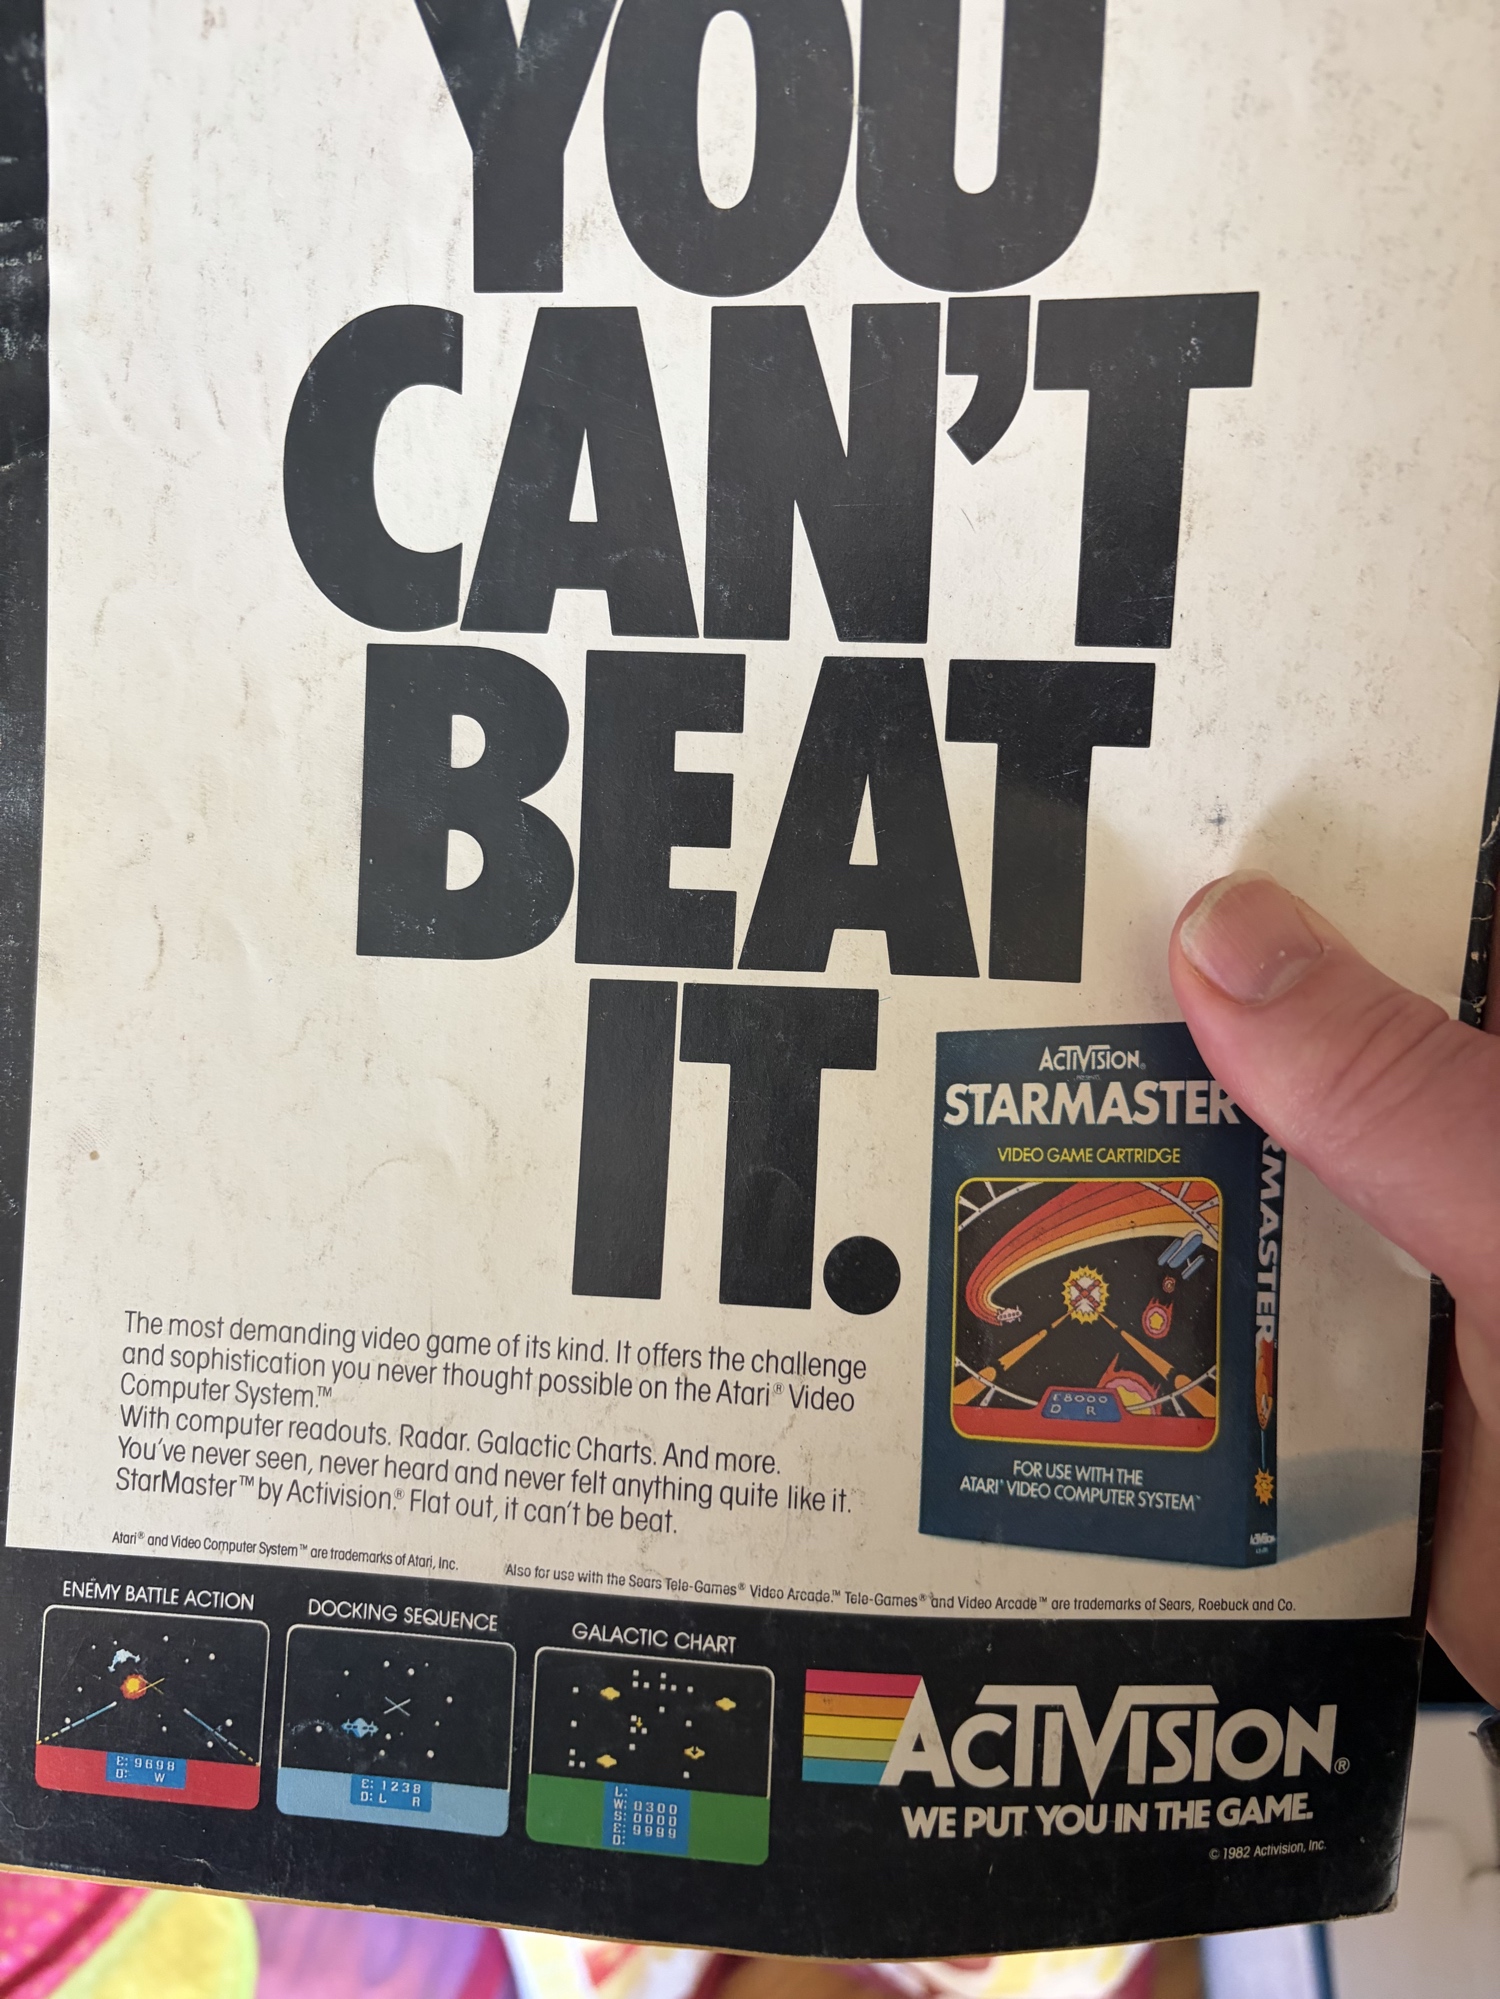 YOU
CAN'T
BEAT
IT.
ACTIVISION®
PRESENTS
STARMASTER
VIDEO GAME CARTRIDGE
E8000
D R
FOR USE WITH THE
ATARI® VIDEO COMPUTER SYSTEM™
RMASTER
ACTIVISION
The most demanding video game of its kind. It offers the challenge
and sophistication you never thought possible on the Atari® Video
Computer System.™
With computer readouts. Radar. Galactic Charts. And more.
You've never seen, never heard and never felt anything quite like it.
StarMaster™ by Activision.® Flat out, it can't be beat.
Atari® and Video Computer System™ are trademarks of Atari, Inc. Also for use with the Sears Tele-Games® Video Arcade.™ Tele-Games® and Video Arcade™ are trademarks of Sears, Roebuck and Co.
ENEMY BATTLE ACTION
E: 9698
D: W
DOCKING SEQUENCE
E: 1238
D: L R
GALACTIC CHART
L:
W: 0300
S: 0000
E: 9999
D:
ACTIVISION®
WE PUT YOU IN THE GAME.
© 1982 Activision, Inc.